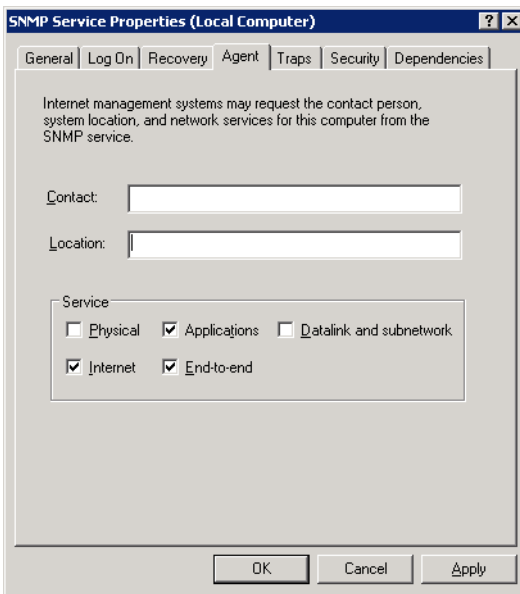 SNMP Service Properties (Local Computer)
General Log On Recovery Agent Traps Security Dependencies
Internet management systems may request the contact person,
system location, and network services for this computer from the
SNMP service.
Contact:
Location:
Service
Physical Applications Datalink and subnetwork
Internet End-to-end
OK Cancel Apply